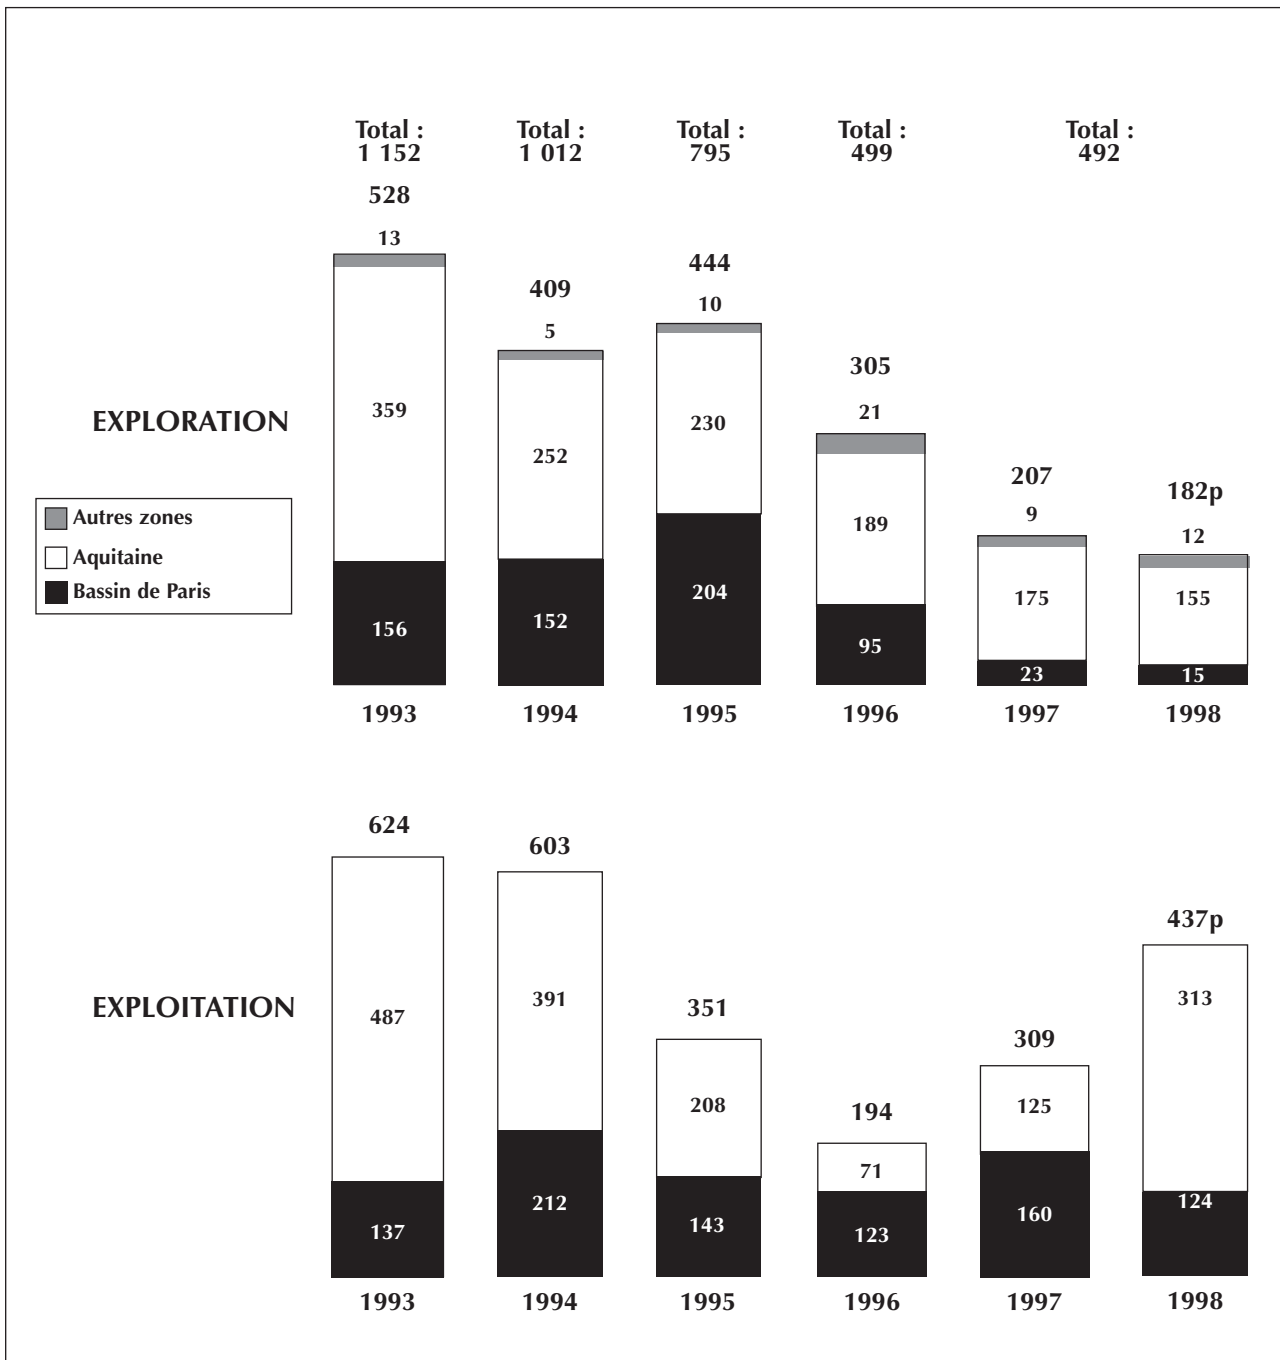 Total : Total : Total : Total : Total :
1 152 1 012 795 499 492
528
13
409
5
444
10
305
21
207
9
182p
12
EXPLORATION
359 252 230 189 175 155
156 152 204 95 23 15
Autres zones
Aquitaine
Bassin de Paris
1993 1994 1995 1996 1997 1998
624 603 351 194 309 437p
EXPLOITATION
487 391 208 71 125 313
137 212 143 123 160 124
1993 1994 1995 1996 1997 1998